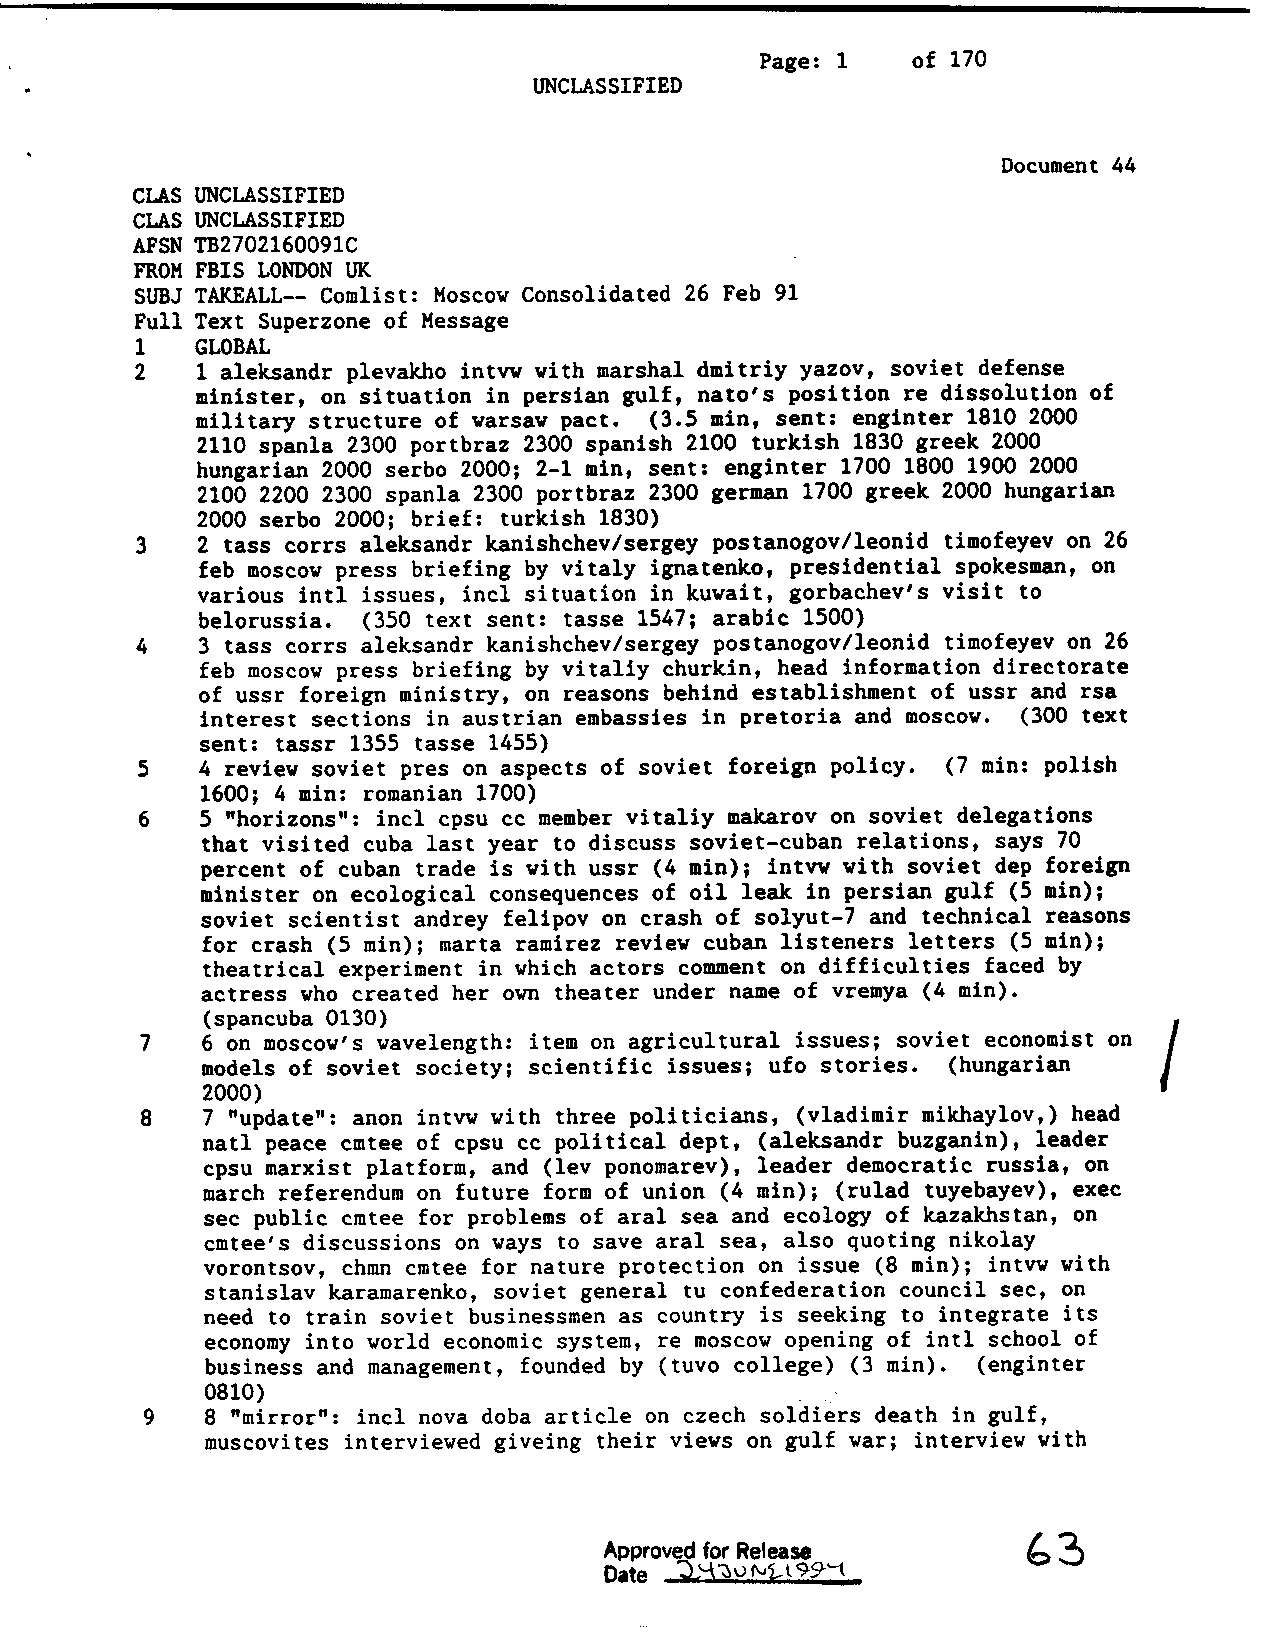 Page: 1 of 170
UNCLASSIFIED
Document 44
CLAS UNCLASSIFIED
CLAS UNCLASSIFIED
AFSN TB2702160091C
FROM FBIS LONDON UK
SUBJ TAKEALL-- Comlist: Moscow Consolidated 26 Feb 91
Full Text Superzone of Message
1 GLOBAL
2 1 aleksandr plevakho intvw with marshal dmitriy yazov, soviet defense
minister, on situation in persian gulf, nato's position re dissolution of
military structure of warsaw pact. (3.5 min, sent: enginter 1810 2000
2110 spanla 2300 portbraz 2300 spanish 2100 turkish 1830 greek 2000
hungarian 2000 serbo 2000; 2-1 min, sent: enginter 1700 1800 1900 2000
2100 2200 2300 spanla 2300 portbraz 2300 german 1700 greek 2000 hungarian
2000 serbo 2000; brief: turkish 1830)
3 2 tass corrs aleksandr kanishchev/sergey postanogov/leonid timofeyev on 26
feb moscow press briefing by vitaly ignatenko, presidential spokesman, on
various intl issues, incl situation in kuwait, gorbachev's visit to
belorussia. (350 text sent: tasse 1547; arabic 1500)
4 3 tass corrs aleksandr kanishchev/sergey postanogov/leonid timofeyev on 26
feb moscow press briefing by vitaliy churkin, head information directorate
of ussr foreign ministry, on reasons behind establishment of ussr and rsa
interest sections in austrian embassies in pretoria and moscow. (300 text
sent: tassr 1355 tasse 1455)
5 4 review soviet pres on aspects of soviet foreign policy. (7 min: polish
1600; 4 min: romanian 1700)
6 5 "horizons": incl cpsu cc member vitaliy makarov on soviet delegations
that visited cuba last year to discuss soviet-cuban relations, says 70
percent of cuban trade is with ussr (4 min); intvw with soviet dep foreign
minister on ecological consequences of oil leak in persian gulf (5 min);
soviet scientist andrey felipov on crash of solyut-7 and technical reasons
for crash (5 min); marta ramirez review cuban listeners letters (5 min);
theatrical experiment in which actors comment on difficulties faced by
actress who created her own theater under name of vremya (4 min).
(spancuba 0130)
7 6 on moscow's wavelength: item on agricultural issues; soviet economist on
models of soviet society; scientific issues; ufo stories. (hungarian
2000)
8 7 "update": anon intvw with three politicians, (vladimir mikhaylov,) head
natl peace cmtee of cpsu cc political dept, (aleksandr buzganin), leader
cpsu marxist platform, and (lev ponomarev), leader democratic russia, on
march referendum on future form of union (4 min); (rulad tuyebayev), exec
sec public cmtee for problems of aral sea and ecology of kazakhstan, on
cmtee's discussions on ways to save aral sea, also quoting nikolay
vorontsov, chmn cmtee for nature protection on issue (8 min); intvw with
stanislav karamarenko, soviet general tu confederation council sec, on
need to train soviet businessmen as country is seeking to integrate its
economy into world economic system, re moscow opening of intl school of
business and management, founded by (tuvo college) (3 min). (enginter
0810)
9 8 "mirror": incl nova doba article on czech soldiers death in gulf,
muscovites interviewed giveing their views on gulf war; interview with
Approved for Release
Date 24JUNE1994
63